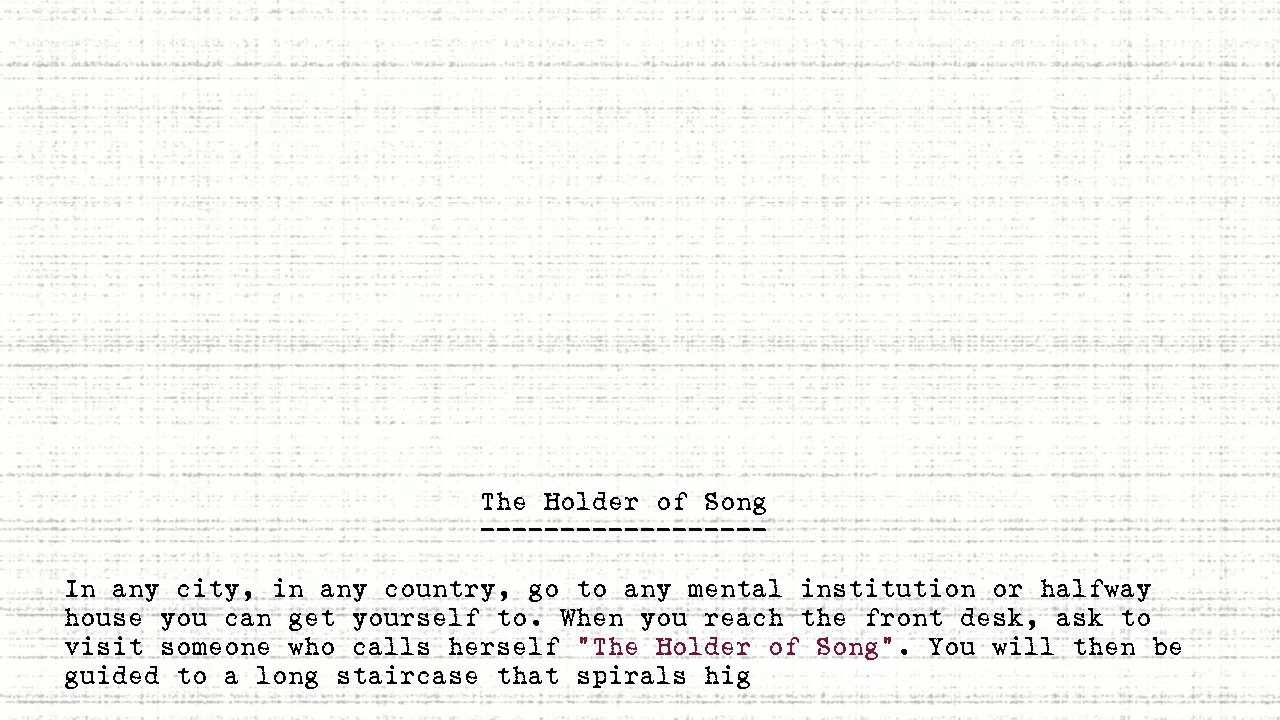 The Holder of Song
-----------------
In any city, in any country, go to any mental institution or halfway
house you can get yourself to. When you reach the front desk, ask to
visit someone who calls herself "The Holder of Song". You will then be
guided to a long staircase that spirals hig